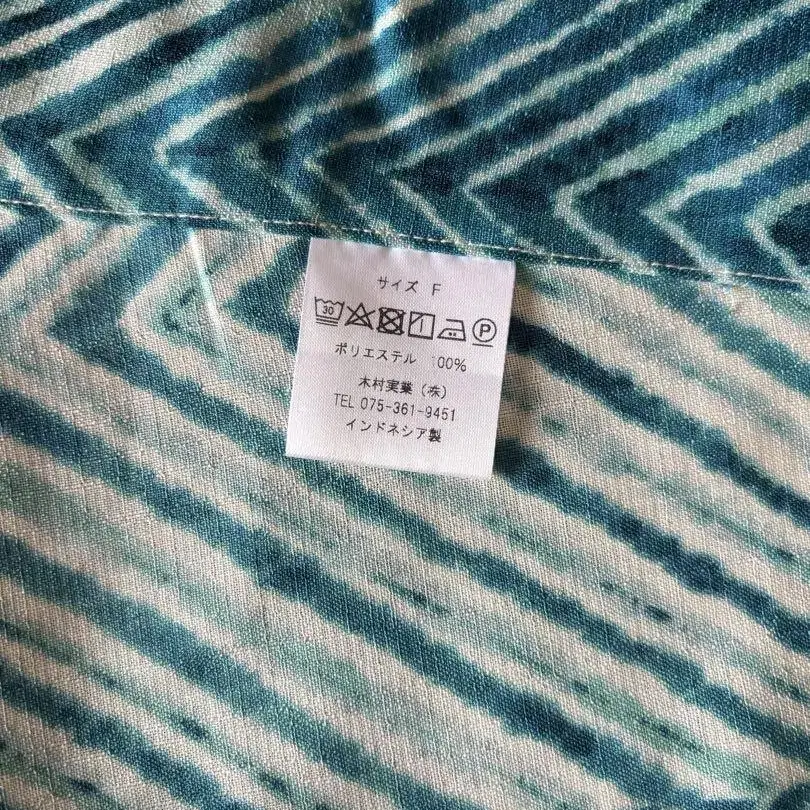 サイズ F
30 P
ポリエステル 100%
木村実業(株)
TEL 075-361-9451
インドネシア製